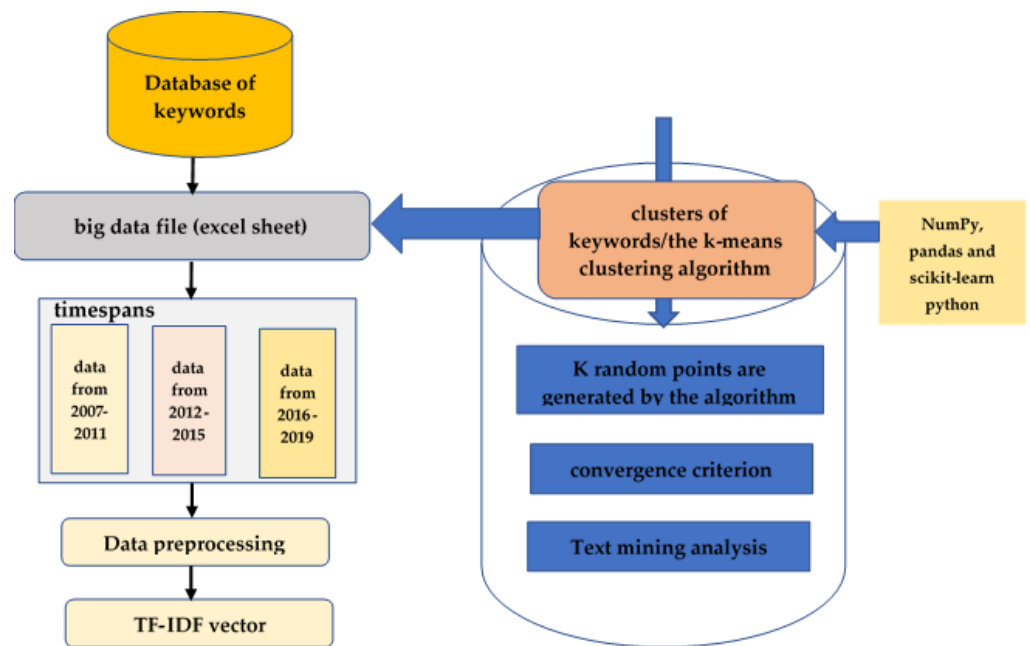 Database of
keywords
big data file (excel sheet)
timespans
data
from
2007-
2011
data
from
2012-
2015
data
from
2016-
2019
Data preprocessing
TF-IDF vector
clusters of
keywords/the k-means
clustering algorithm
NumPy,
pandas and
scikit-learn
python
K random points are
generated by the algorithm
convergence criterion
Text mining analysis